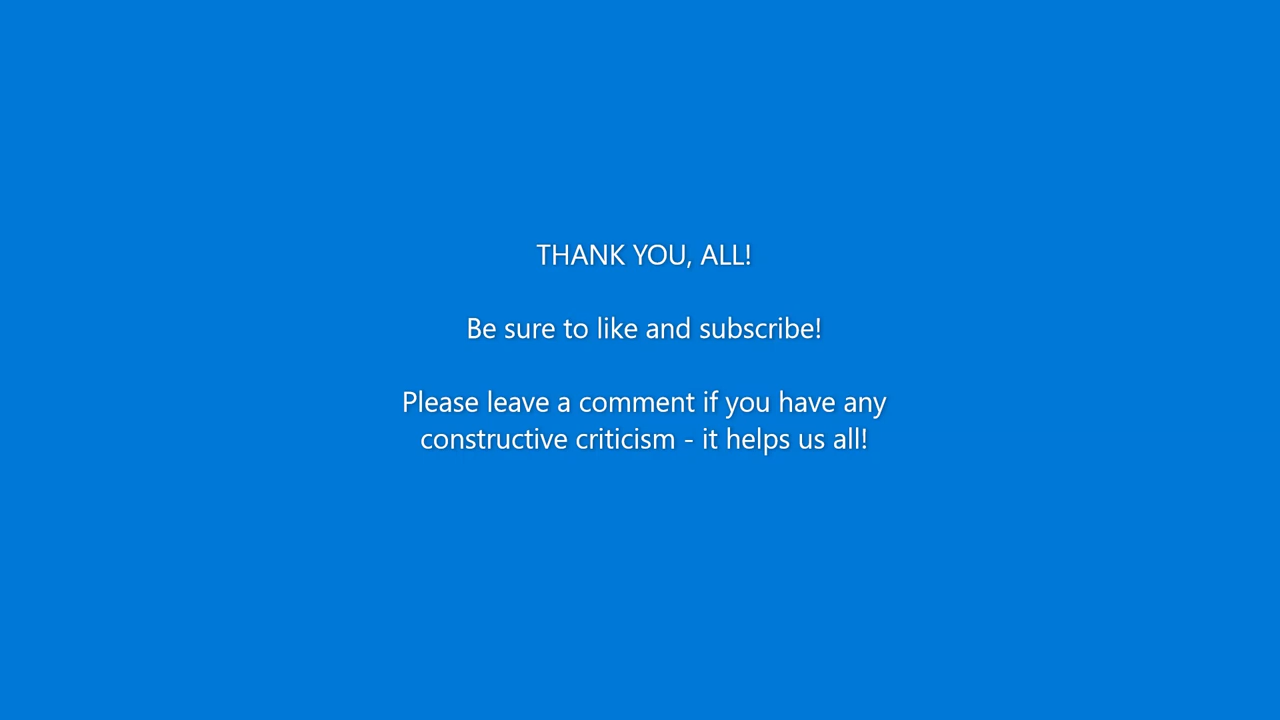 THANK YOU, ALL!
Be sure to like and subscribe!
Please leave a comment if you have any
constructive criticism - it helps us all!